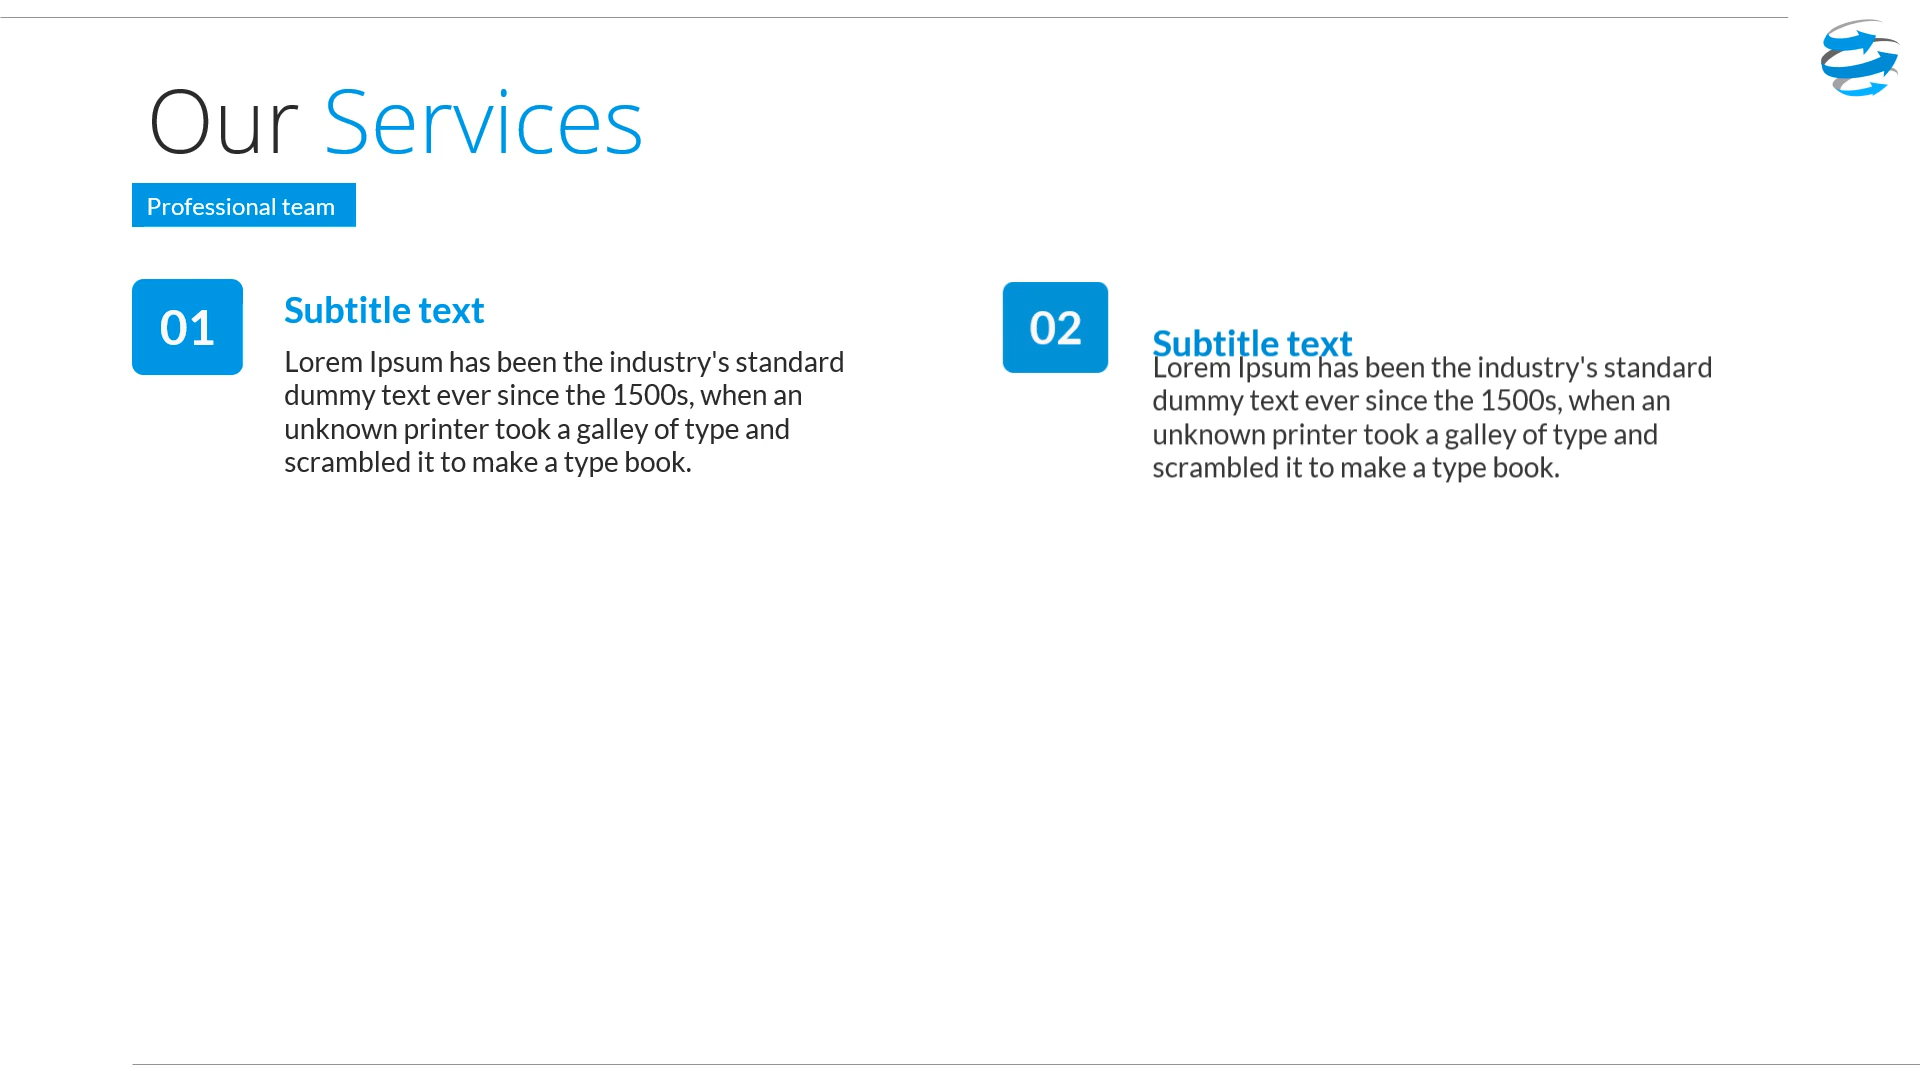 Our Services
Professional team
01
Subtitle text
Lorem Ipsum has been the industry's standard
dummy text ever since the 1500s, when an
unknown printer took a galley of type and
scrambled it to make a type book.
02
Subtitle text
Lorem Ipsum has been the industry's standard
dummy text ever since the 1500s, when an
unknown printer took a galley of type and
scrambled it to make a type book.